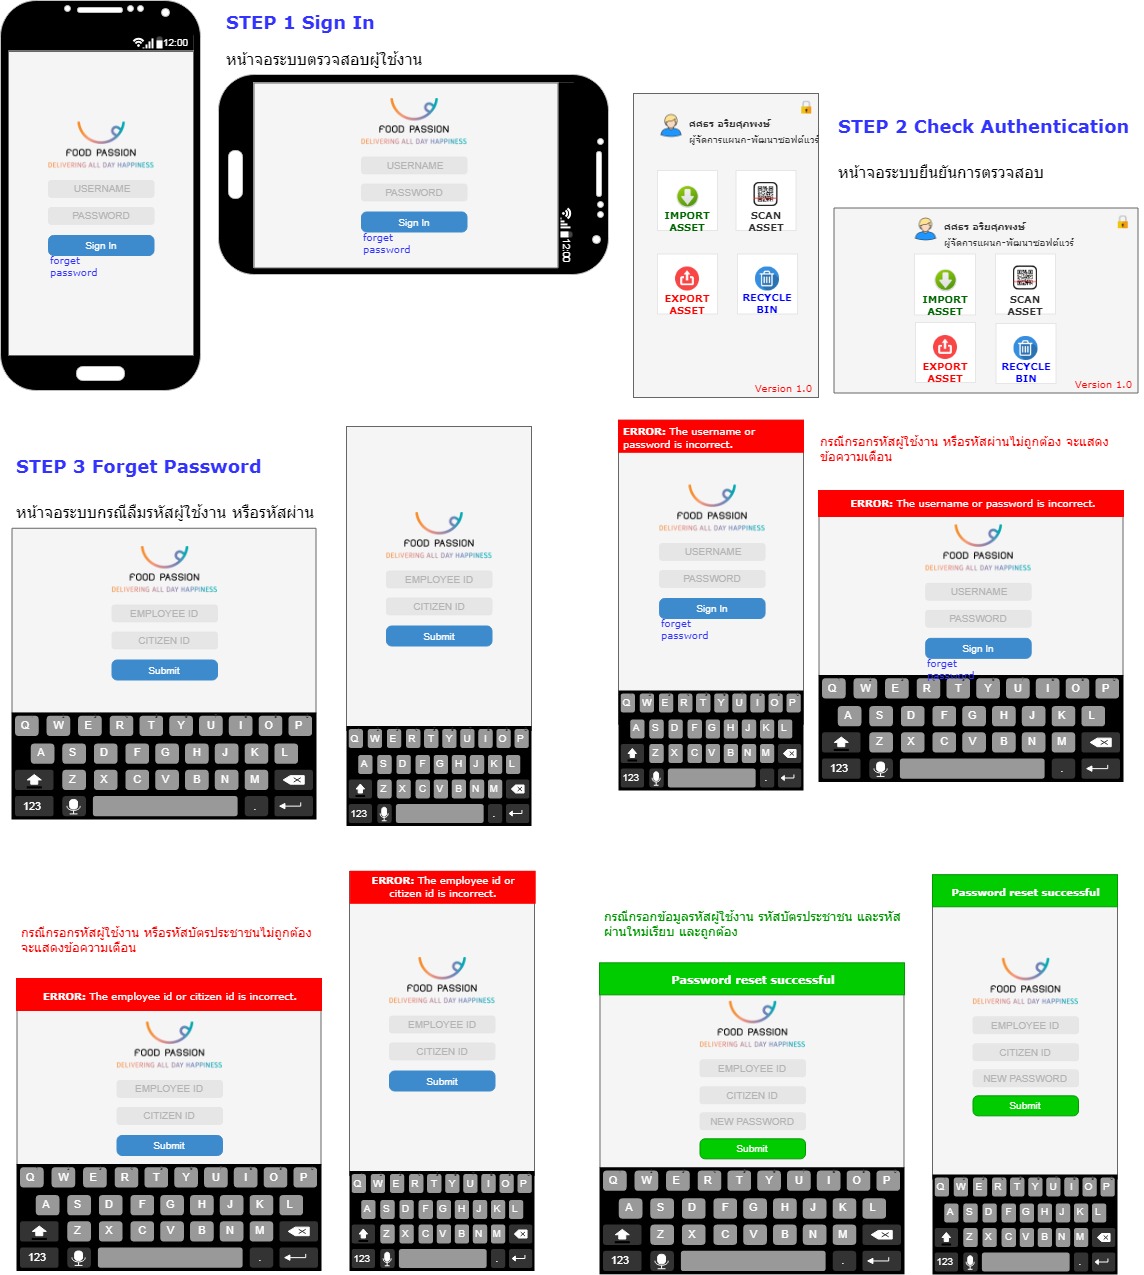 STEP 1 Sign In
หน้าจอระบบตรวจสอบผู้ใช้งาน
12:00
FOOD PASSION
DELIVERING ALL DAY HAPPINESS
USERNAME
PASSWORD
Sign In
forget
password
FOOD PASSION
DELIVERING ALL DAY HAPPINESS
USERNAME
PASSWORD
Sign In
forget
password
12:00
ศศธร อริยศุภพงษ์
ผู้จัดการแผนก-พัฒนาซอฟต์แวร์
IMPORT
ASSET
SCAN
ASSET
EXPORT
ASSET
RECYCLE
BIN
Version 1.0
STEP 2 Check Authentication
หน้าจอระบบยืนยันการตรวจสอบ
ศศธร อริยศุภพงษ์
ผู้จัดการแผนก-พัฒนาซอฟต์แวร์
IMPORT
ASSET
SCAN
ASSET
EXPORT
ASSET
RECYCLE
BIN
Version 1.0
STEP 3 Forget Password
หน้าจอระบบกรณีลืมรหัสผู้ใช้งาน หรือรหัสผ่าน
FOOD PASSION
DELIVERING ALL DAY HAPPINESS
EMPLOYEE ID
CITIZEN ID
Submit
Q W E R T Y U I O P
A S D F G H J K L
Z X C V B N M
123 .
FOOD PASSION
DELIVERING ALL DAY HAPPINESS
EMPLOYEE ID
CITIZEN ID
Submit
Q W E R T Y U I O P
A S D F G H J K L
Z X C V B N M
123 .
ERROR: The username or
password is incorrect.
FOOD PASSION
DELIVERING ALL DAY HAPPINESS
USERNAME
PASSWORD
Sign In
forget
password
Q W E R T Y U I O P
A S D F G H J K L
Z X C V B N M
123 .
กรณีกรอกรหัสผู้ใช้งาน หรือรหัสผ่านไม่ถูกต้อง จะแสดง
ข้อความเตือน
ERROR: The username or password is incorrect.
FOOD PASSION
DELIVERING ALL DAY HAPPINESS
USERNAME
PASSWORD
Sign In
forget
password
Q W E R T Y U I O P
A S D F G H J K L
Z X C V B N M
123 .
กรณีกรอกรหัสผู้ใช้งาน หรือรหัสบัตรประชาชนไม่ถูกต้อง
จะแสดงข้อความเตือน
ERROR: The employee id or citizen id is incorrect.
FOOD PASSION
DELIVERING ALL DAY HAPPINESS
EMPLOYEE ID
CITIZEN ID
Submit
Q W E R T Y U I O P
A S D F G H J K L
Z X C V B N M
123 .
ERROR: The employee id or
citizen id is incorrect.
FOOD PASSION
DELIVERING ALL DAY HAPPINESS
EMPLOYEE ID
CITIZEN ID
Submit
Q W E R T Y U I O P
A S D F G H J K L
Z X C V B N M
123 .
กรณีกรอกข้อมูลรหัสผู้ใช้งาน รหัสบัตรประชาชน และรหัส
ผ่านใหม่เรียบ และถูกต้อง
Password reset successful
FOOD PASSION
DELIVERING ALL DAY HAPPINESS
EMPLOYEE ID
CITIZEN ID
NEW PASSWORD
Submit
Q W E R T Y U I O P
A S D F G H J K L
Z X C V B N M
123 .
Password reset successful
FOOD PASSION
DELIVERING ALL DAY HAPPINESS
EMPLOYEE ID
CITIZEN ID
NEW PASSWORD
Submit
Q W E R T Y U I O P
A S D F G H J K L
Z X C V B N M
123 .